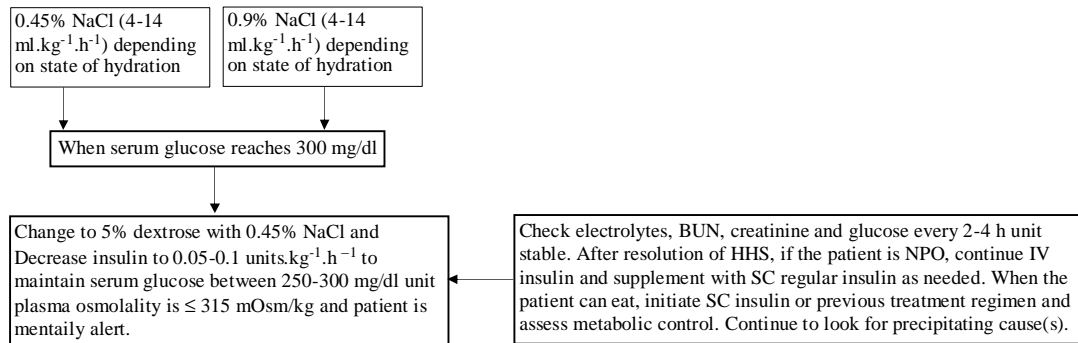 0.45% NaCl (4-14
ml.kg⁻¹.h⁻¹) depending
on state of hydration
0.9% NaCl (4-14
ml.kg⁻¹.h⁻¹) depending
on state of hydration
When serum glucose reaches 300 mg/dl
Change to 5% dextrose with 0.45% NaCl and
Decrease insulin to 0.05-0.1 units.kg⁻¹.h⁻¹ to
maintain serum glucose between 250-300 mg/dl unit
plasma osmolality is ≤ 315 mOsm/kg and patient is
mentaily alert.
Check electrolytes, BUN, creatinine and glucose every 2-4 h unit
stable. After resolution of HHS, if the patient is NPO, continue IV
insulin and supplement with SC regular insulin as needed. When the
patient can eat, initiate SC insulin or previous treatment regimen and
assess metabolic control. Continue to look for precipitating cause(s).